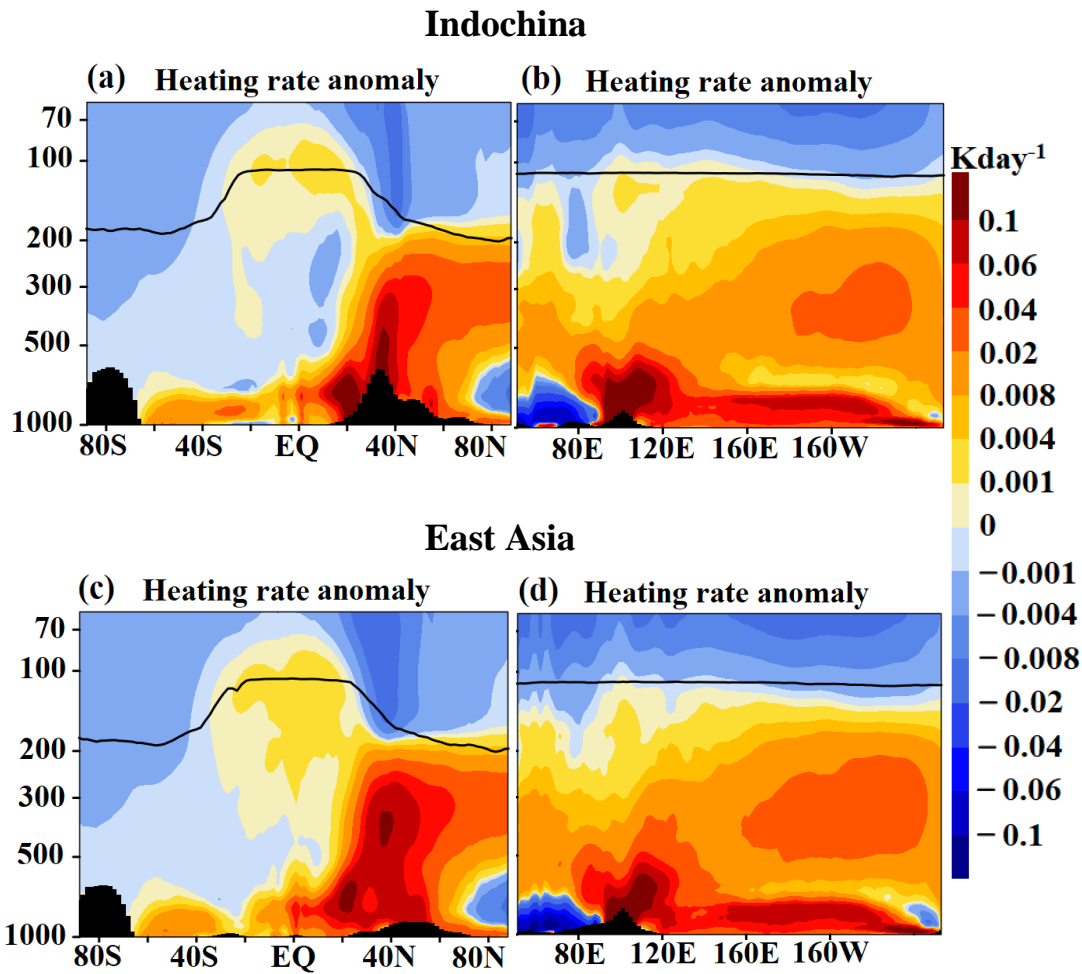 Indochina
(a) Heating rate anomaly
(b) Heating rate anomaly
70
100
200
300
500
1000
80S 40S EQ 40N 80N
80E 120E 160E 160W
Kday⁻¹
0.1
0.06
0.04
0.02
0.008
0.004
0.001
0
−0.001
−0.004
−0.008
−0.02
−0.04
−0.06
−0.1
East Asia
(c) Heating rate anomaly
(d) Heating rate anomaly
70
100
200
300
500
1000
80S 40S EQ 40N 80N
80E 120E 160E 160W